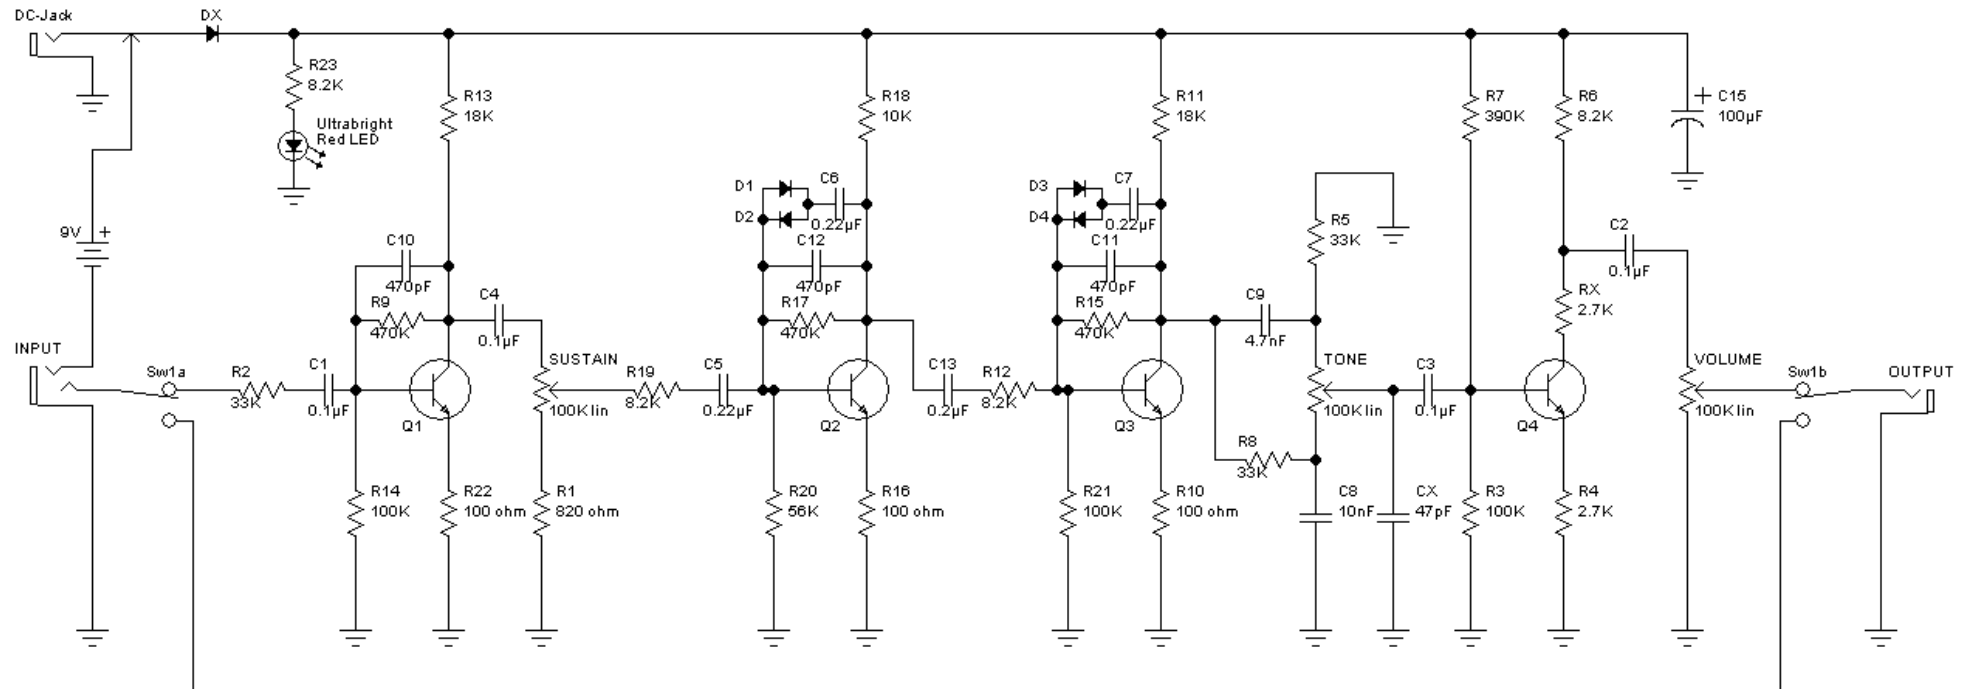 DC-Jack
DX
R23
8.2K
Ultrabright
Red LED
9V
+
INPUT
Sw1a
R2
33K
C1
0.1µF
C10
470pF
R9
470K
R13
18K
Q1
R14
100K
R22
100 ohm
C4
0.1µF
SUSTAIN
100K lin
R1
820 ohm
R19
8.2K
C5
0.22µF
D1
D2
C6
0.22µF
C12
470pF
R17
470K
R18
10K
Q2
R20
56K
R16
100 ohm
C13
0.2µF
R12
8.2K
D3
D4
C7
0.22µF
C11
470pF
R15
470K
R11
18K
Q3
R21
100K
R10
100 ohm
C9
4.7nF
R5
33K
TONE
100K lin
R8
33K
C8
10nF
CX
47pF
C3
0.1µF
R7
390K
R3
100K
R6
8.2K
RX
2.7K
Q4
R4
2.7K
C2
0.1µF
+
C15
100µF
VOLUME
100K lin
Sw1b
OUTPUT